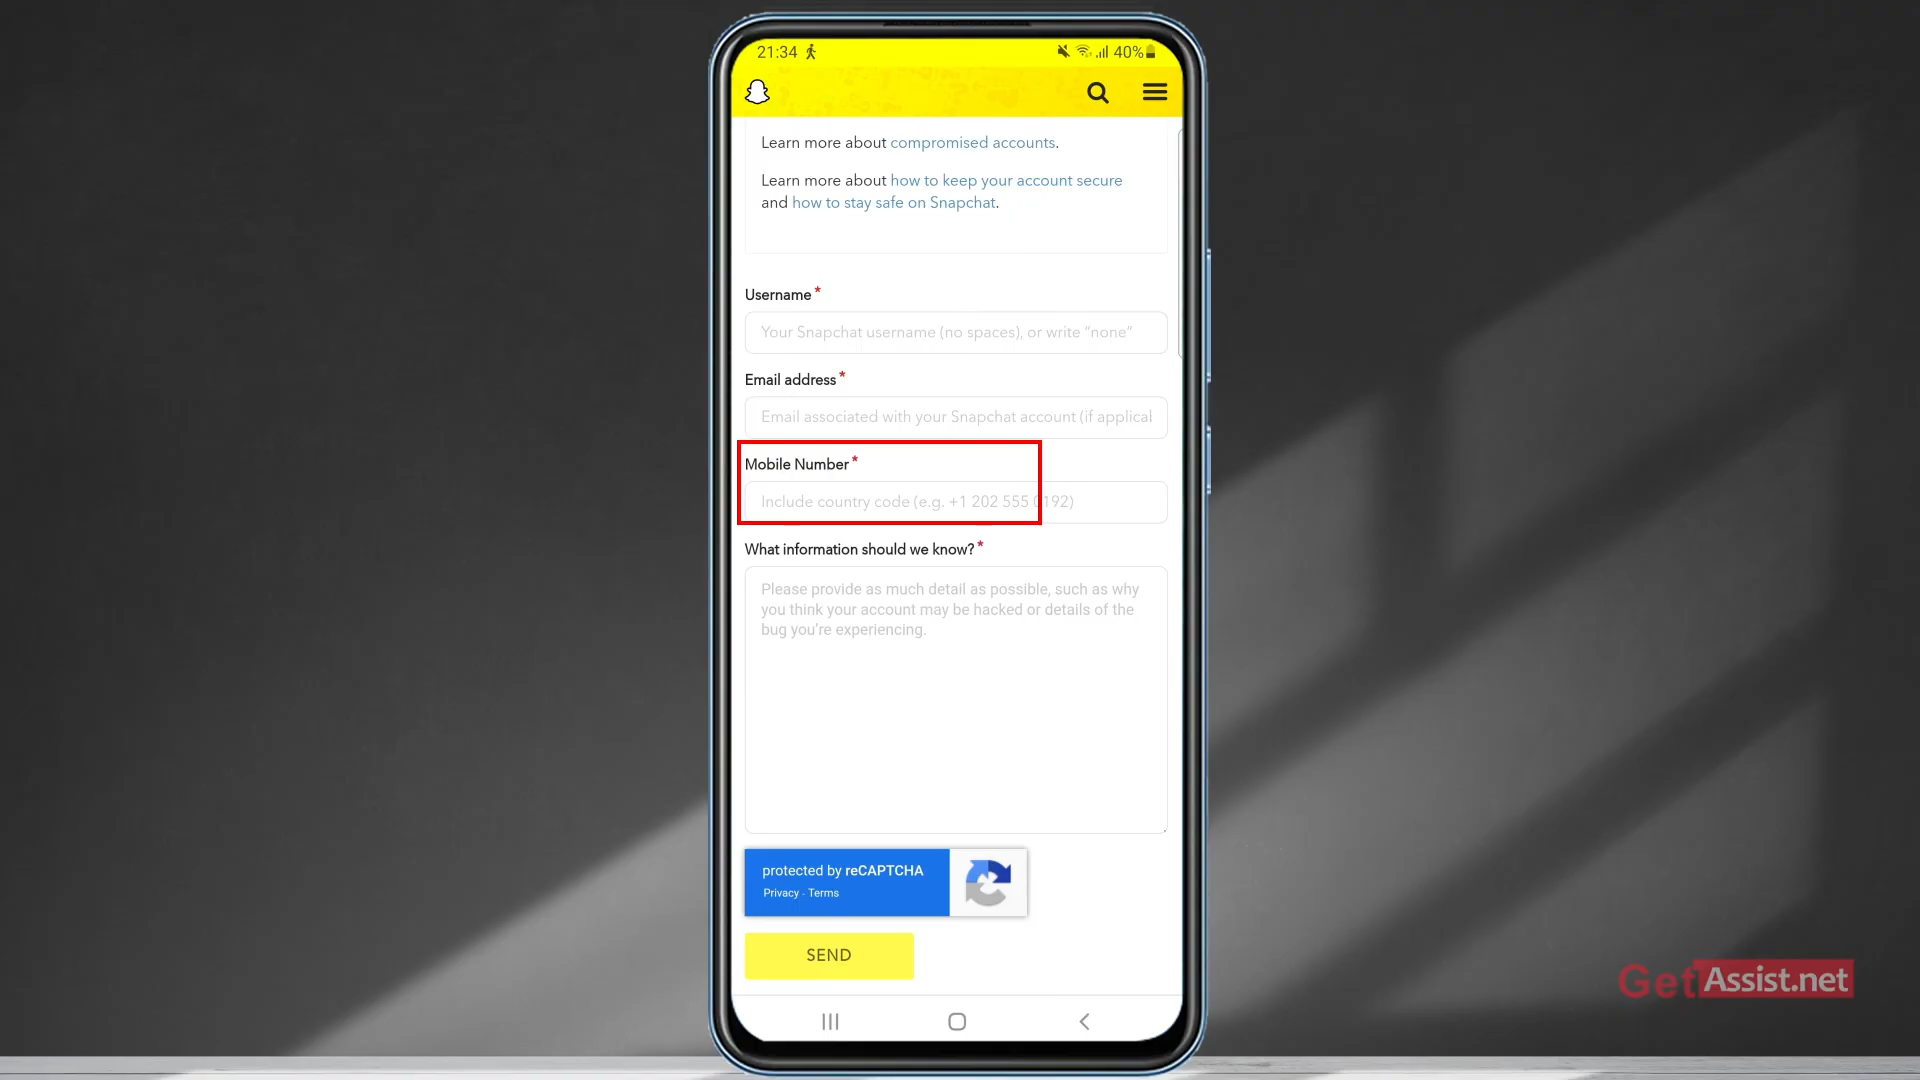 21:34
40%
Learn more about compromised accounts.
Learn more about how to keep your account secure
and how to stay safe on Snapchat.
Username *
Your Snapchat username (no spaces), or write “none”
Email address *
Email associated with your Snapchat account (if applical
Mobile Number *
Include country code (e.g. +1 202 555 0192)
What information should we know? *
Please provide as much detail as possible, such as why
you think your account may be hacked or details of the
bug you’re experiencing.
protected by reCAPTCHA
Privacy - Terms
SEND
GetAssist.net